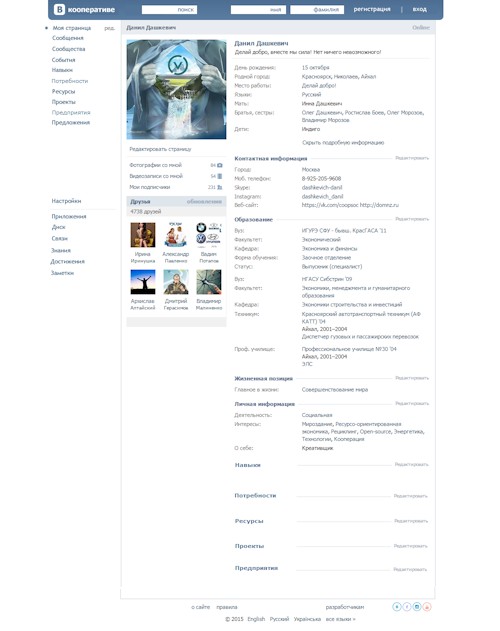 В кооперативе
поиск
имя
фамилия
регистрация | вход
Моя страница ред.
Сообщения
Сообщества
События
Навыки
Потребности
Ресурсы
Проекты
Предприятия
Предложения
Настройки
Приложения
Диск
Связи
Знания
Достижения
Заметки
Данил Дашкевич Online
Редактировать страницу
Фотографии со мной
Видеозаписи со мной 54
Мои подписчики 231
Друзья обновления
4738 друзей
Ирина Иринушка
Александр Павленко
Вадим Потапов
Арислав Алтайский
Дмитрий Герасимов
Владимир Маличенко
Данил Дашкевич
Делай добро, вместе мы сила! Нет ничего невозможного!
День рождения: 15 октября
Родной город: Красноярск, Николаев, Айхал
Место работы: Делай добро!
Языки: Русский
Мать: Инна Дашкевич
Братья, сестры: Олег Дашкевич, Ростислав Боев, Олег Морозов,
Владимир Морозов
Дети: Индиго
Скрыть подробную информацию
Контактная информация Редактировать
Город: Москва
Моб. телефон: 8-925-205-9608
Skype: dashkevich-danil
Instagram: dashkevich_danil
Веб-сайт: https://vk.com/coopsoc http://donnrz.ru
Образование Редактировать
Вуз: ИГУРЭ СФУ - бывш. КрасГАСА '11
Факультет: Экономический
Кафедра: Экономика и финансы
Форма обучения: Заочное отделение
Статус: Выпускник (специалист)
Вуз: НГАСУ Сибстрин '09
Факультет: Экономики, менеджмента и гуманитарного
образования
Кафедра: Экономики строительства и инвестиций
Техникум: Красноярский автотранспортный техникум (АФ
КАТТ) '04
Айхал, 2001–2004
Диспетчер грузовых и пассажирских перевозок
Проф. училище: Профессиональное училище №30 '04
Айхал, 2001–2004
ЭПС
Жизненная позиция Редактировать
Главное в жизни: Совершенствование мира
Личная информация Редактировать
Деятельность: Социальная
Интересы: Мироздание, Ресурсо-ориентированная
экономика, Рециклинг, Open-source, Энергетика,
Технологии, Кооперация
О себе: Креативщик
Навыки Редактировать
Потребности Редактировать
Ресурсы Редактировать
Проекты Редактировать
Предприятия Редактировать
о сайте правила разработчикам
© 2015 English Русский Українська все языки »